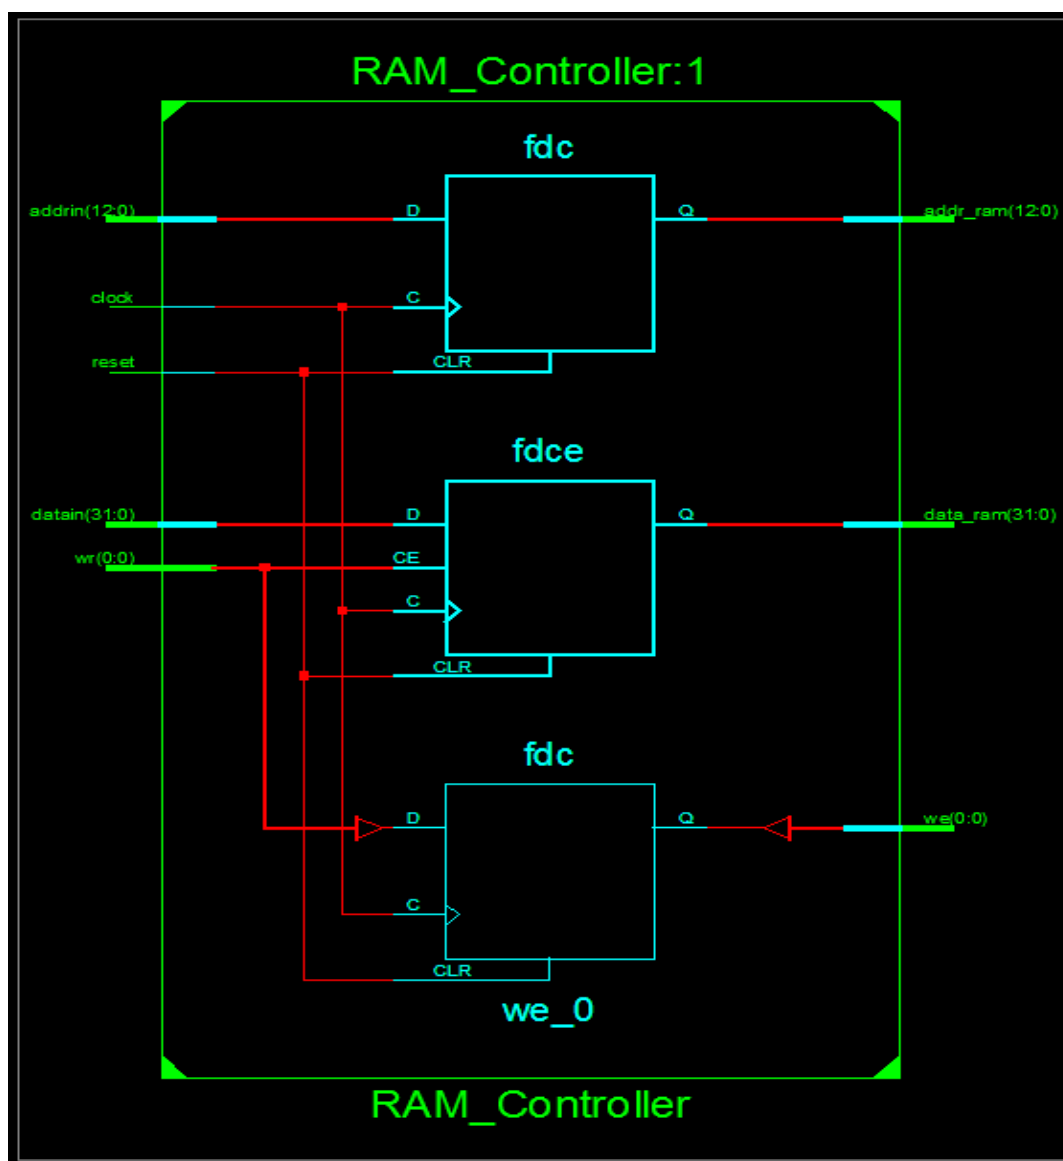 RAM_Controller:1
fdc
addrin(12:0)
D
Q
addr_ram(12:0)
clock
C
reset
CLR
fdce
datain(31:0)
D
Q
data_ram(31:0)
wr(0:0)
CE
C
CLR
fdc
D
Q
we(0:0)
C
CLR
we_0
RAM_Controller